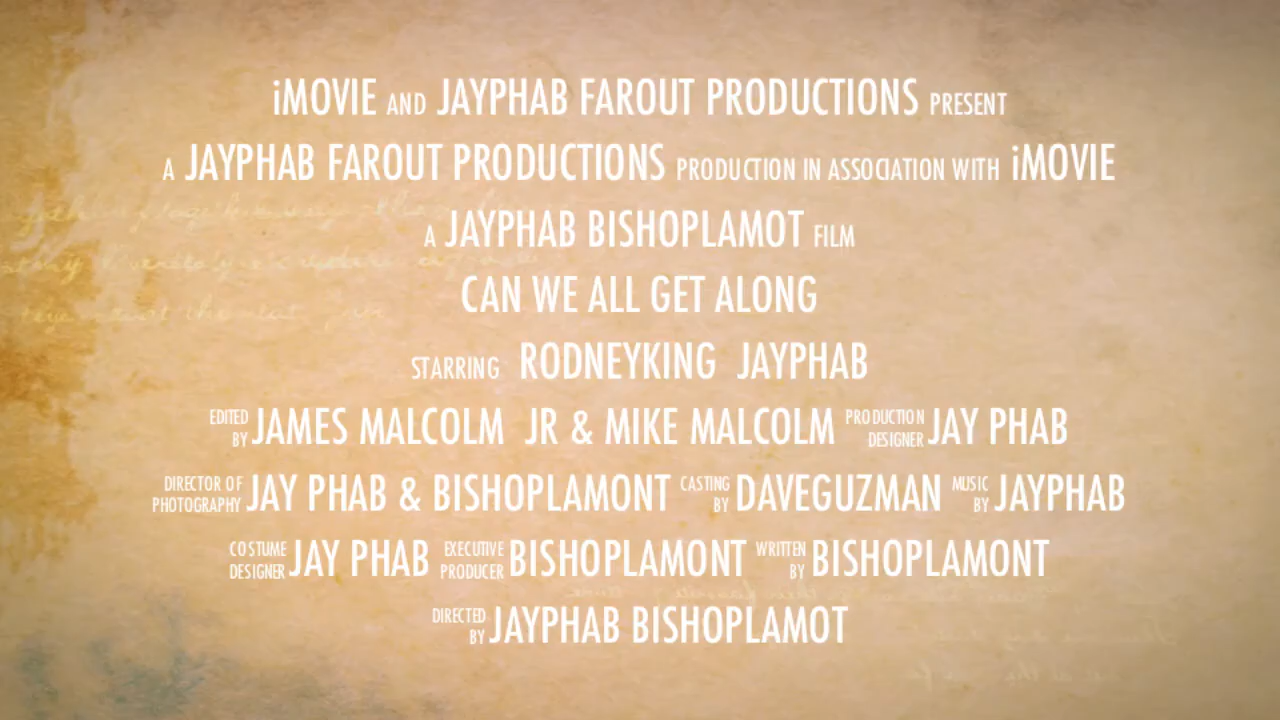 iMOVIE AND JAYPHAB FAROUT PRODUCTIONS PRESENT
A JAYPHAB FAROUT PRODUCTIONS PRODUCTION IN ASSOCIATION WITH iMOVIE
A JAYPHAB BISHOPLAMOT FILM
CAN WE ALL GET ALONG
STARRING RODNEYKING JAYPHAB
EDITED BY JAMES MALCOLM JR & MIKE MALCOLM PRODUCTION DESIGNER JAY PHAB
DIRECTOR OF PHOTOGRAPHY JAY PHAB & BISHOPLAMONT CASTING BY DAVEGUZMAN MUSIC BY JAYPHAB
COSTUME DESIGNER JAY PHAB EXECUTIVE PRODUCER BISHOPLAMONT WRITTEN BY BISHOPLAMONT
DIRECTED BY JAYPHAB BISHOPLAMOT